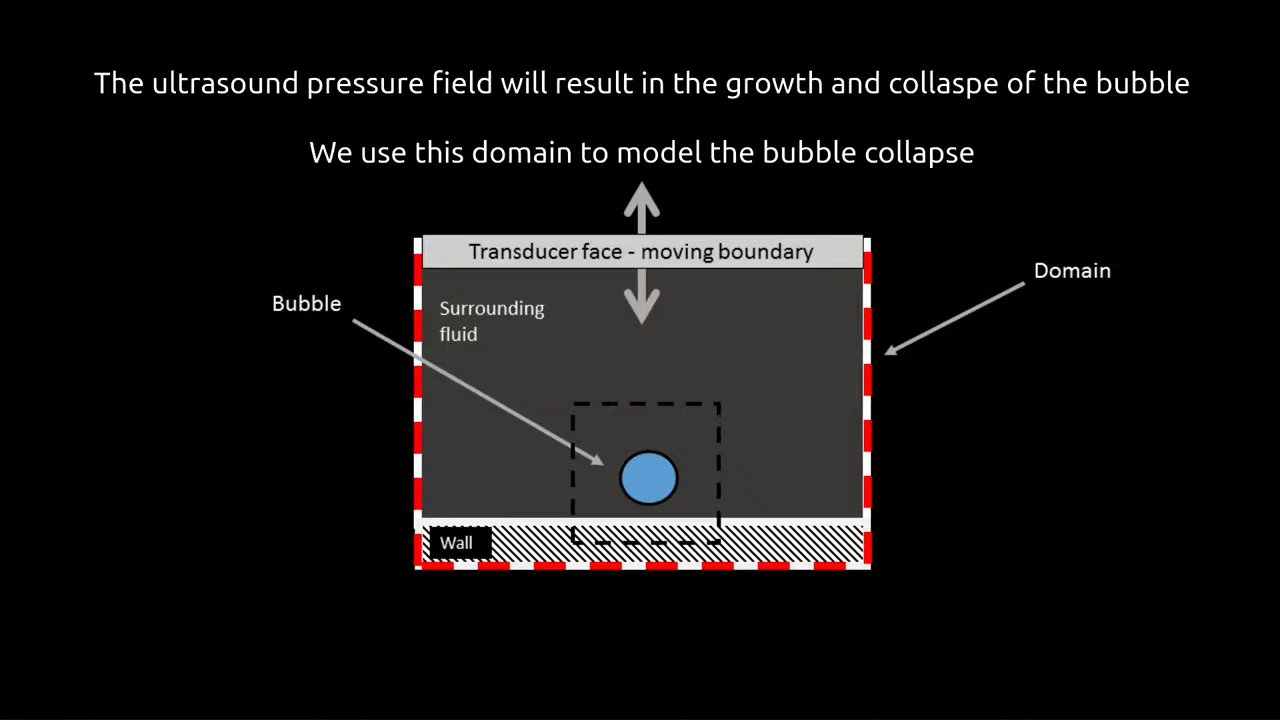 The ultrasound pressure field will result in the growth and collaspe of the bubble
We use this domain to model the bubble collapse
Transducer face - moving boundary
Domain
Bubble
Surrounding
fluid
Wall